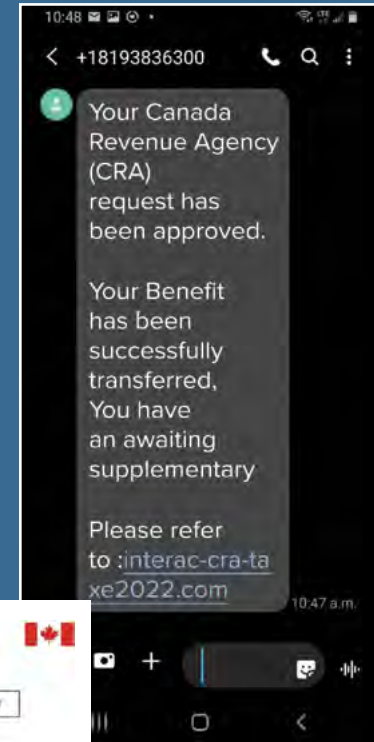 10:48
+18193836300
Your Canada
Revenue Agency
(CRA)
request has
been approved.
Your Benefit
has been
successfully
transferred,
You have
an awaiting
supplementary
Please refer
to :interac-cra-ta
xe2022.com
10:47 a.m.